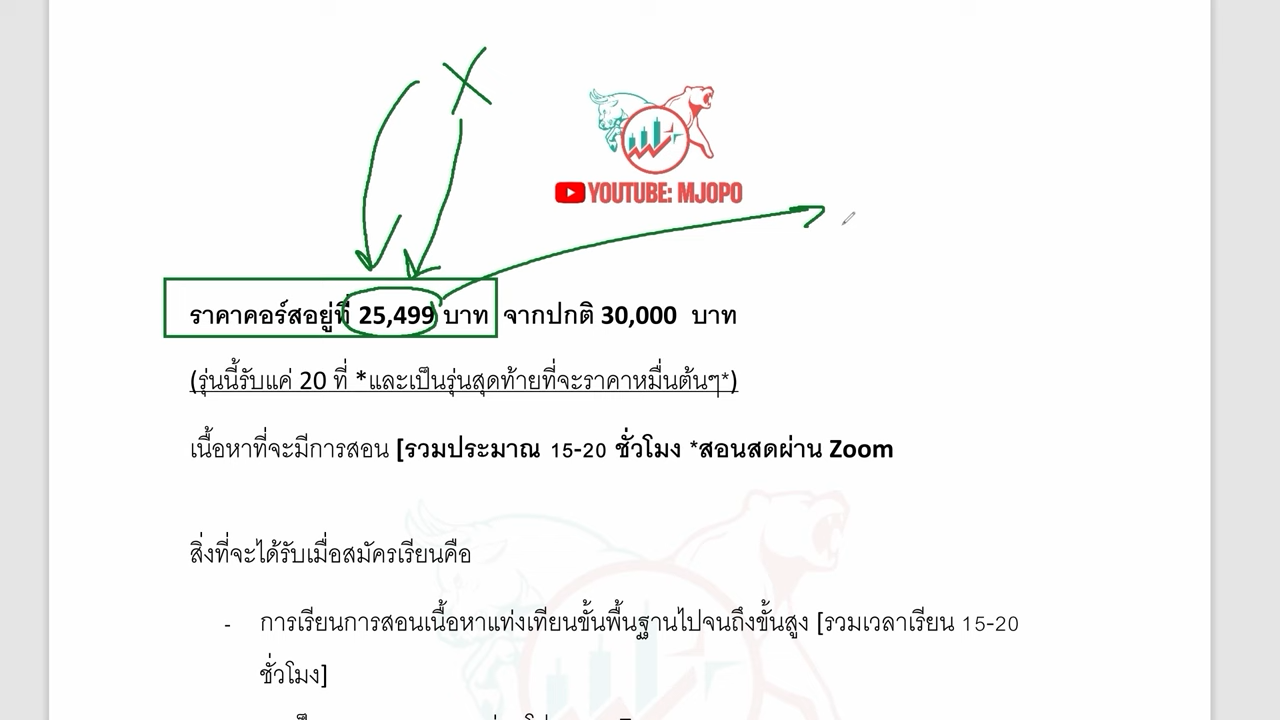 YOUTUBE: MJOPO
ราคาคอร์สอยู่ที่ 25,499 บาท จากปกติ 30,000 บาท
(รุ่นนี้รับแค่ 20 ที่ *และเป็นรุ่นสุดท้ายที่จะราคาหมื่นต้นๆ*)
เนื้อหาที่จะมีการสอน [รวมประมาณ 15-20 ชั่วโมง *สอนสดผ่าน Zoom
สิ่งที่จะได้รับเมื่อสมัครเรียนคือ
- การเรียนการสอนเนื้อหาแท่งเทียนขั้นพื้นฐานไปจนถึงขั้นสูง [รวมเวลาเรียน 15-20
ชั่วโมง]